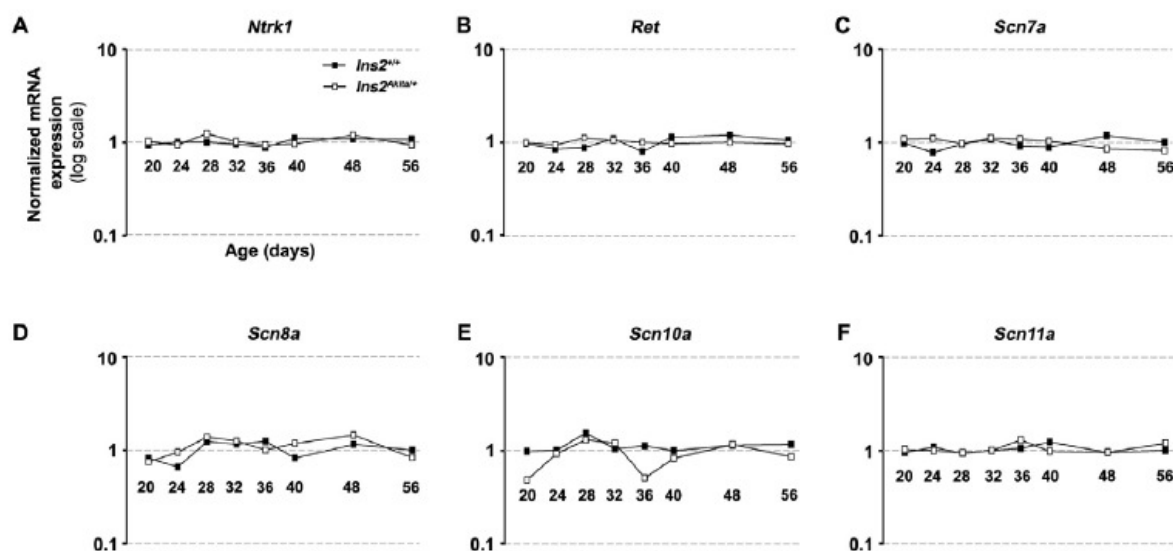 A Ntrk1
B Ret
C Scn7a
Normalized mRNA
expression
(log scale)
10
1
0.1
Ins2+/+
Ins2Akita/+
20 24 28 32 36 40 48 56
Age (days)
10
1
0.1
20 24 28 32 36 40 48 56
10
1
0.1
20 24 28 32 36 40 48 56
D Scn8a
E Scn10a
F Scn11a
10
1
0.1
20 24 28 32 36 40 48 56
10
1
0.1
20 24 28 32 36 40 48 56
10
1
0.1
20 24 28 32 36 40 48 56